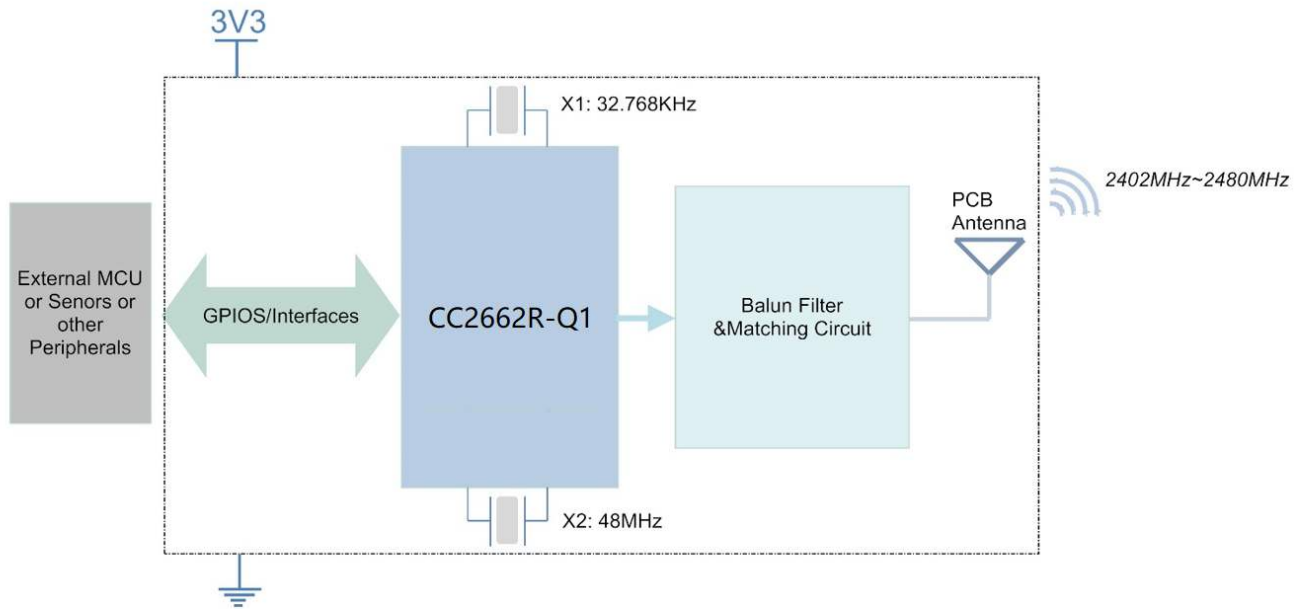 3V3
X1: 32.768KHz
2402MHz~2480MHz
PCB
Antenna
External MCU
or Senors or
other
Peripherals
GPIOS/Interfaces
CC2662R-Q1
Balun Filter
&Matching Circuit
X2: 48MHz